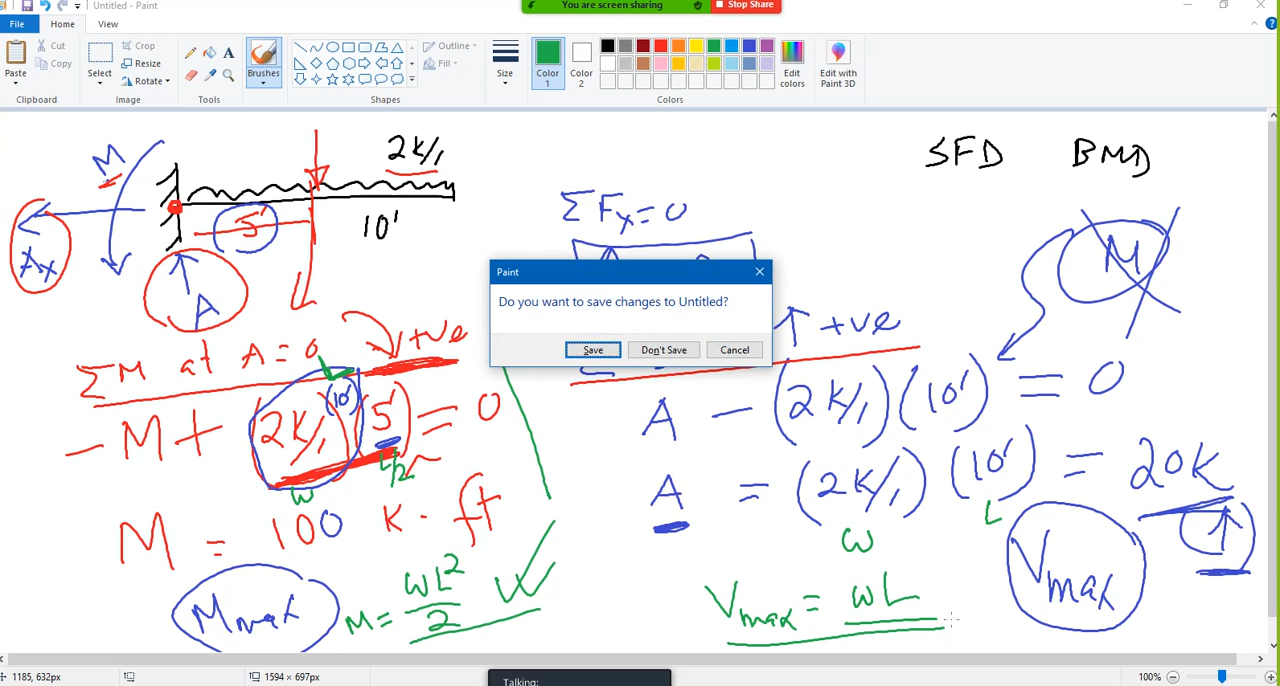 Untitled - Paint
You are screen sharing
Stop Share
File Home View
Paste Cut Copy
Select Crop Resize Rotate
Brushes
Outline Fill
Size
Color 1
Color 2
Edit colors
Edit with Paint 3D
Clipboard Image Tools Shapes Colors
SFD BMD
M 2K/1
Ax 5' 10'
A
ΣFx = 0
M
Paint
Do you want to save changes to Untitled?
Save Don't Save Cancel
↑ +ve
ΣM at A = 0 +ve
- M + (2K/1)(10')(5') = 0
w L/2
A - (2K/1)(10') = 0
A = (2K/1)(10') = 20K ↑
w L
M = 100 K-ft
Mmax M = wL²/2
Vmax = wL
Vmax
Talking:
1185, 632px
1594 × 697px
100%